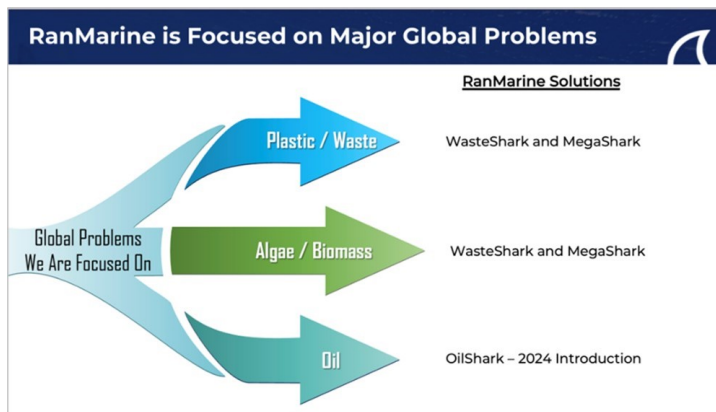 RanMarine is Focused on Major Global Problems
RanMarine Solutions
Plastic / Waste
WasteShark and MegaShark
Global Problems
We Are Focused On
Algae / Biomass
WasteShark and MegaShark
Oil
OilShark – 2024 Introduction